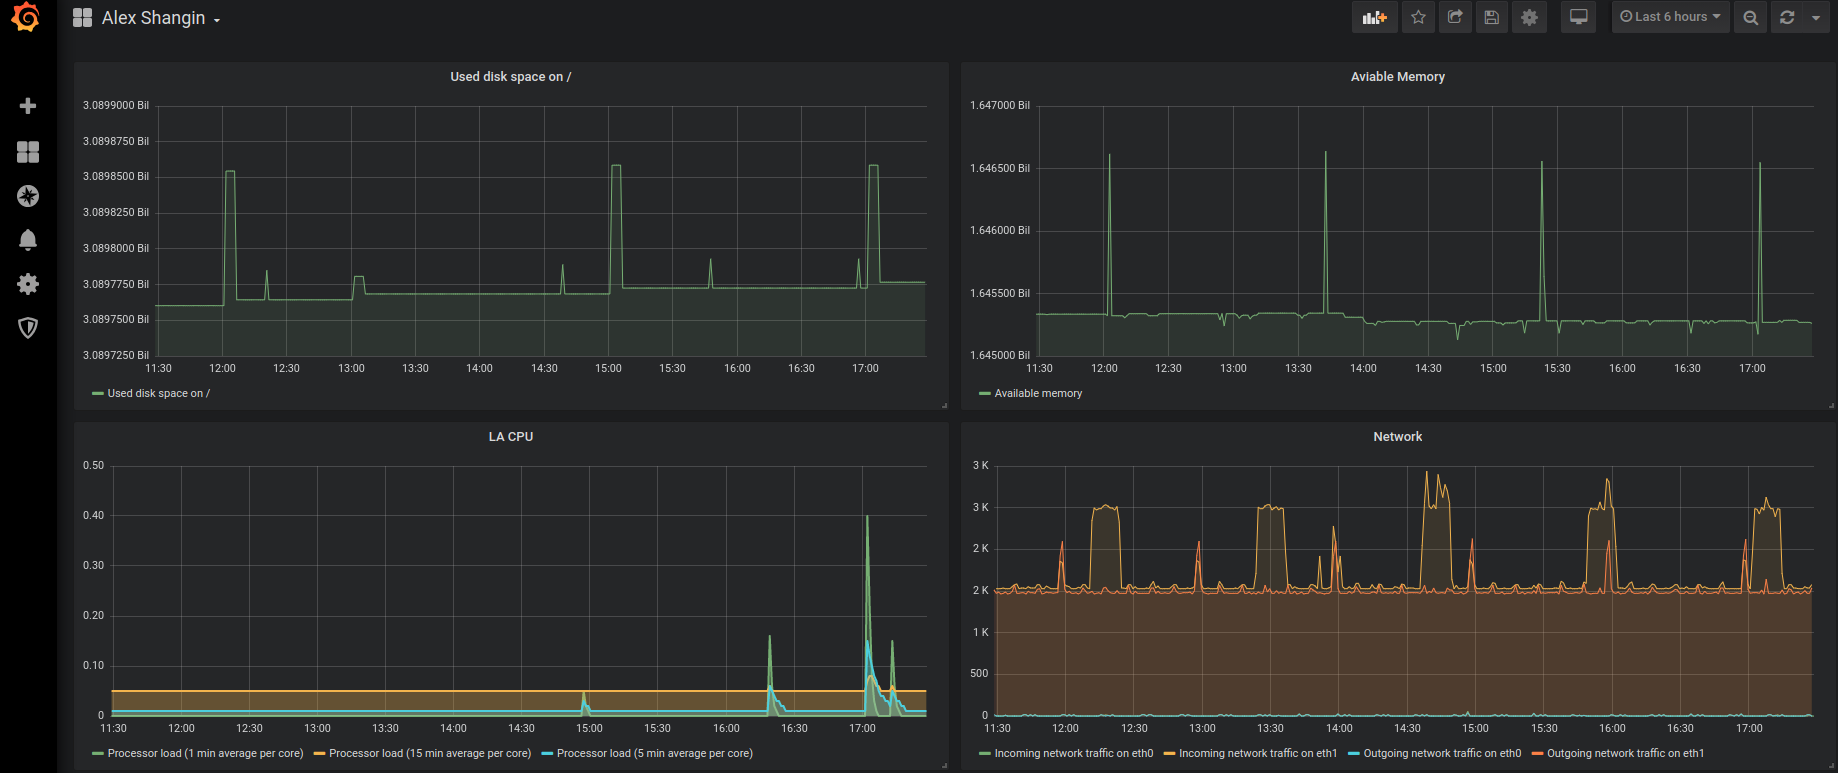 Alex Shangin
Last 6 hours
Used disk space on /
3.0899000 Bil
3.0898750 Bil
3.0898500 Bil
3.0898250 Bil
3.0898000 Bil
3.0897750 Bil
3.0897500 Bil
3.0897250 Bil
11:30 12:00 12:30 13:00 13:30 14:00 14:30 15:00 15:30 16:00 16:30 17:00
Used disk space on /
Aviable Memory
1.647000 Bil
1.646500 Bil
1.646000 Bil
1.645500 Bil
1.645000 Bil
11:30 12:00 12:30 13:00 13:30 14:00 14:30 15:00 15:30 16:00 16:30 17:00
Available memory
LA CPU
0.50
0.40
0.30
0.20
0.10
0
11:30 12:00 12:30 13:00 13:30 14:00 14:30 15:00 15:30 16:00 16:30 17:00
Processor load (1 min average per core) Processor load (15 min average per core) Processor load (5 min average per core)
Network
3 K
3 K
2 K
2 K
1 K
500
0
11:30 12:00 12:30 13:00 13:30 14:00 14:30 15:00 15:30 16:00 16:30 17:00
Incoming network traffic on eth0 Incoming network traffic on eth1 Outgoing network traffic on eth0 Outgoing network traffic on eth1